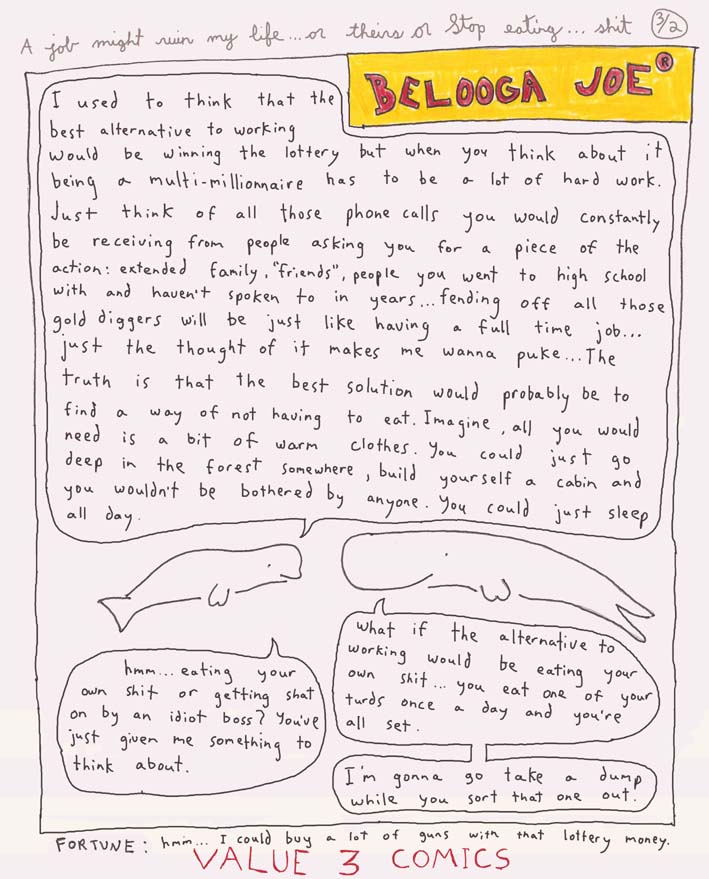 A job might ruin my life...or theirs or Stop eating... shit 3/2
BELOOGA JOE®
I used to think that the
best alternative to working
would be winning the lottery but when you think about it
being a multi-millionnaire has to be a lot of hard work.
Just think of all those phone calls you would constantly
be receiving from people asking you for a piece of the
action: extended family, "friends", people you went to high school
with and haven't spoken to in years...fending off all those
gold diggers will be just like having a full time job...
just the thought of it makes me wanna puke...The
truth is that the best solution would probably be to
find a way of not having to eat. Imagine, all you would
need is a bit of warm clothes. You could just go
deep in the forest somewhere, build yourself a cabin and
you wouldn't be bothered by anyone. You could just sleep
all day.
What if the alternative to
working would be eating your
own shit... you eat one of your
turds once a day and you're
all set.
hmm... eating your
own shit or getting shat
on by an idiot boss? You've
just given me something to
think about.
I'm gonna go take a dump
while you sort that one out.
FORTUNE: hmm... I could buy a lot of guns with that lottery money.
VALUE 3 COMICS